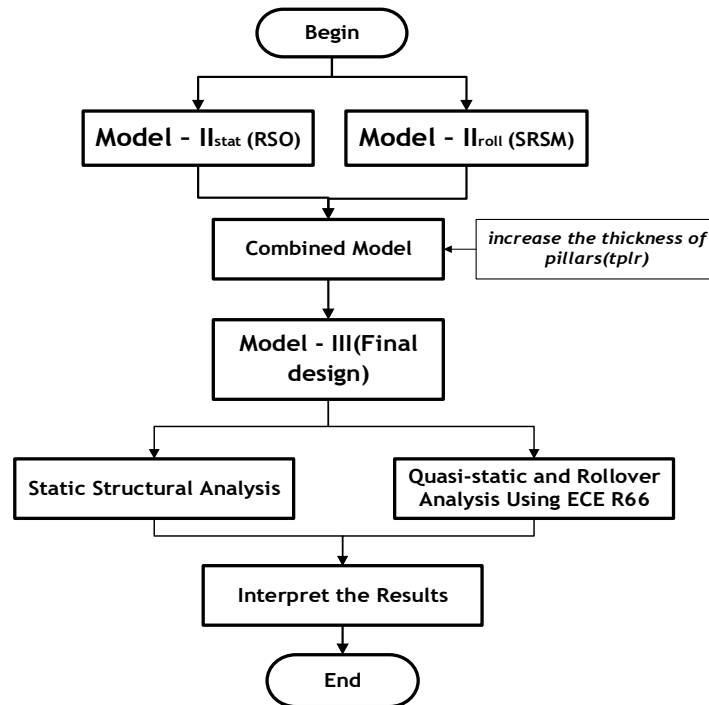 Begin
Model - IIstat (RSO)
Model - IIroll (SRSM)
Combined Model
increase the thickness of
pillars(tplr)
Model - III(Final
design)
Static Structural Analysis
Quasi-static and Rollover
Analysis Using ECE R66
Interpret the Results
End